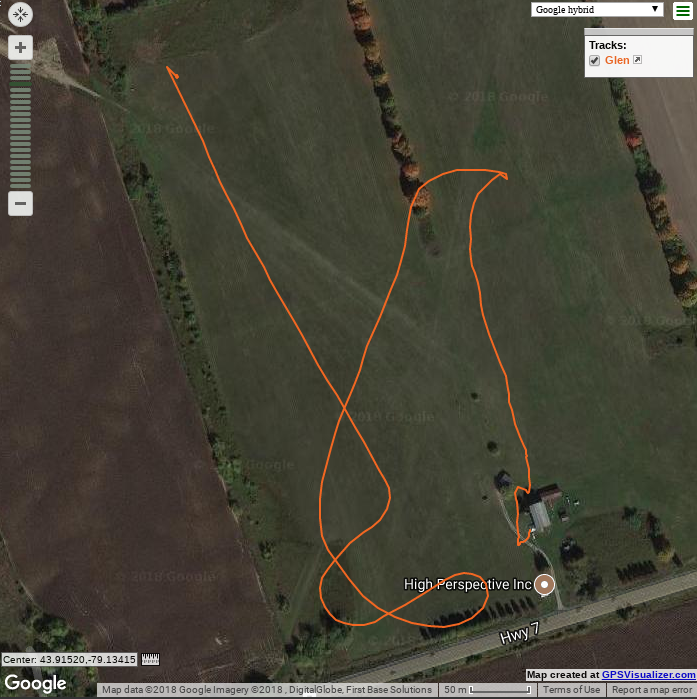 Google hybrid
Tracks:
Glen
© 2018 Google
2018 Google
© 2018 Google
2018 Google
© 2018 Google
© 2018 Google
© 2018 Google
High Perspective Inc
Hwy 7
Center: 43.91520,-79.13415
Map created at GPSVisualizer.com
Google
Map data ©2018 Google Imagery ©2018 , DigitalGlobe, First Base Solutions
50 m
Terms of Use
Report a map error